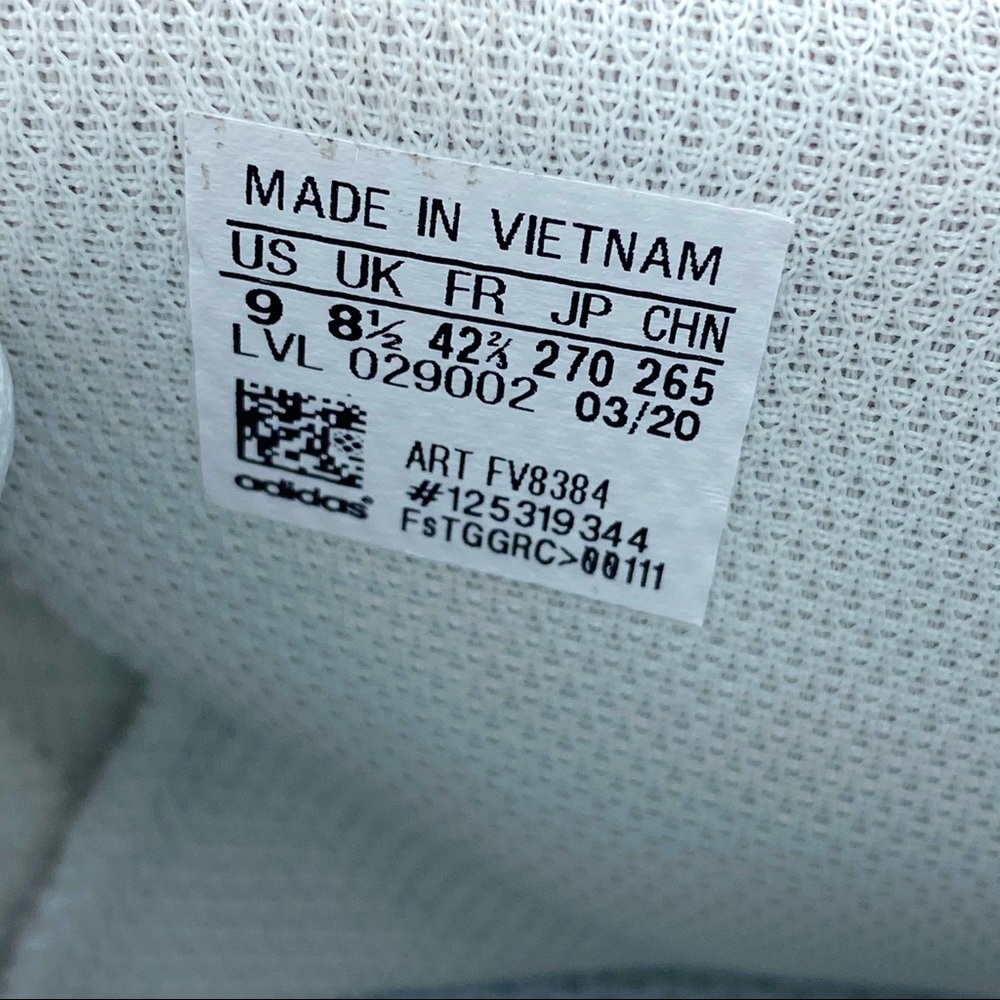 MADE IN VIETNAM
US UK FR JP CHN
9 8½ 42⅔ 270 265
LVL 029002 03/20
ART FV8384
#125319344
FsTGGRC>00111
adidas®